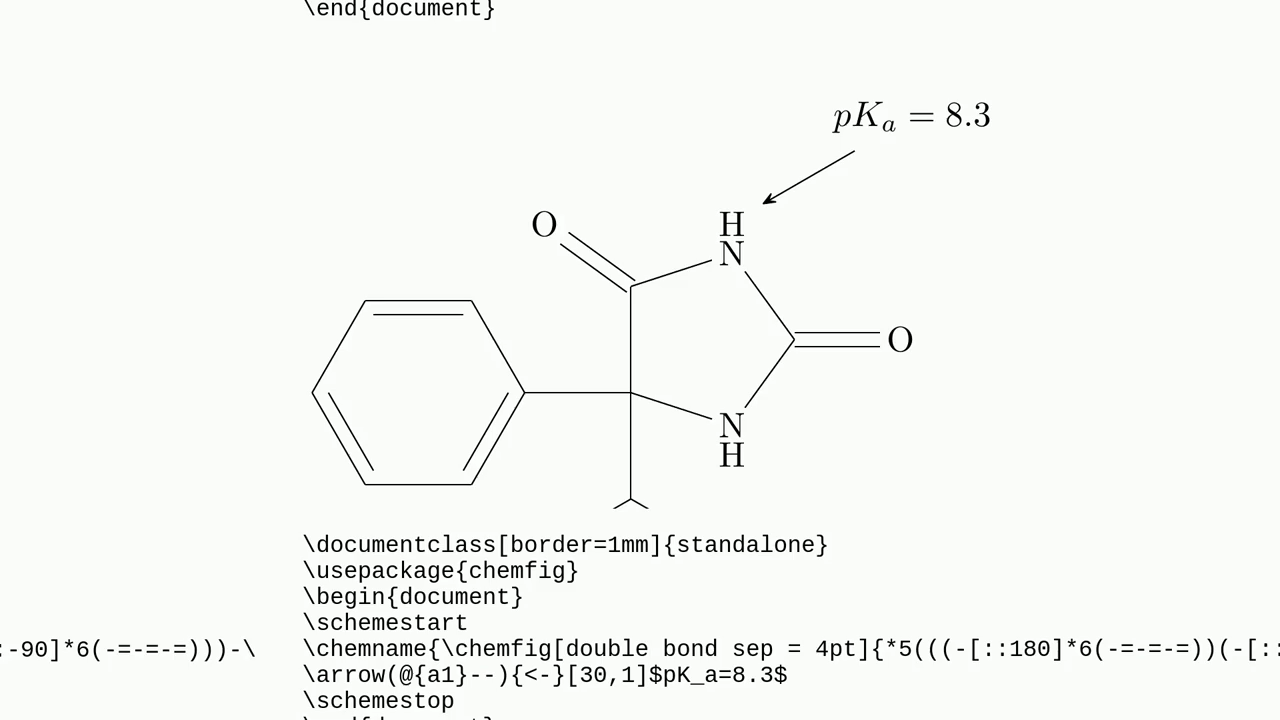 \end{document}
pKa = 8.3
O
H
N
O
N
H
\documentclass[border=1mm]{standalone}
\usepackage{chemfig}
\begin{document}
\schemestart
:-90]*6(-=-=-=)))-\ \chemname{\chemfig[double bond sep = 4pt]{*5(((-[::180]*6(-=-=-=))(-[::
\arrow(@{a1}--){<-}[30,1]$pK_a=8.3$
\schemestop